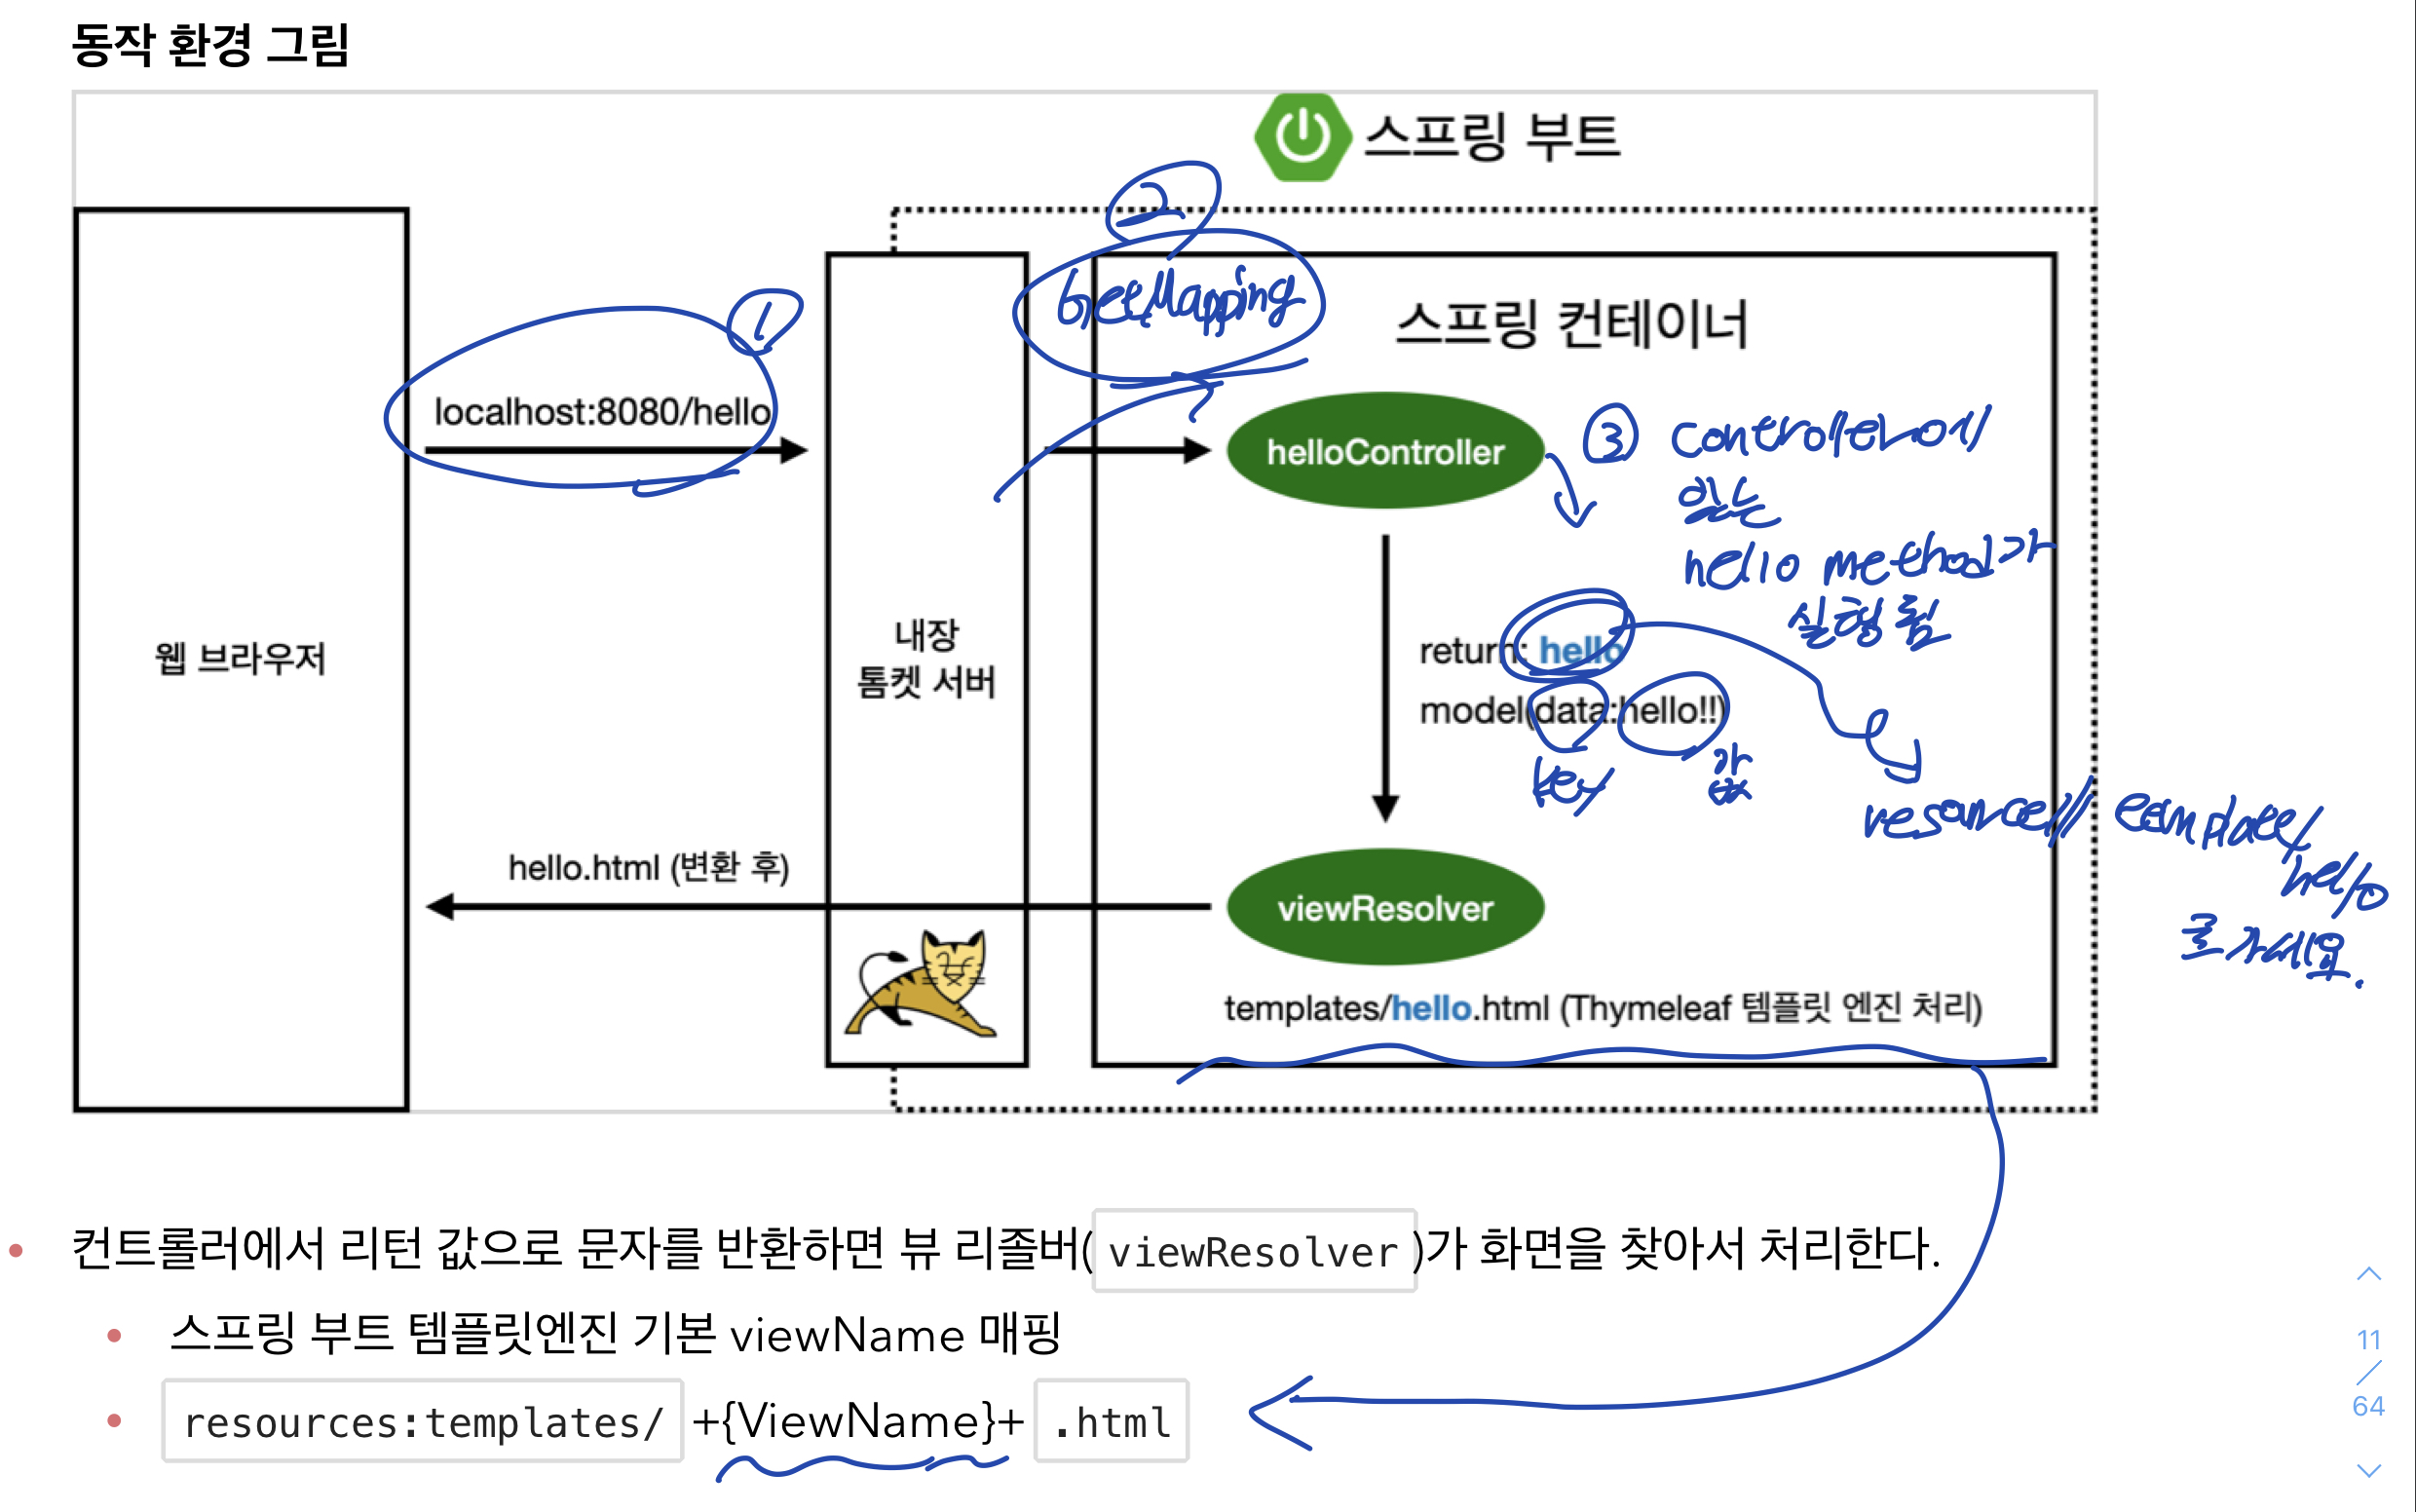 동작 환경 그림
스프링 부트
②
GetMapping
스프링 컨테이너
①
localhost:8080/hello
helloController
③ controller에
있는
hello method가
실행됨
웹 브라우저
내장
톰켓 서버
return: hello
model(data:hello!!)
key
값
resource/
template/
hello
로 가세요.
hello.html (변환 후)
viewResolver
templates/hello.html (Thymeleaf 템플릿 엔진 처리)
컨트롤러에서 리턴 값으로 문자를 반환하면 뷰 리졸버( viewResolver )가 화면을 찾아서 처리한다.
스프링 부트 템플릿엔진 기본 viewName 매핑
resources:templates/ +{ViewName}+ .html
11
/
64